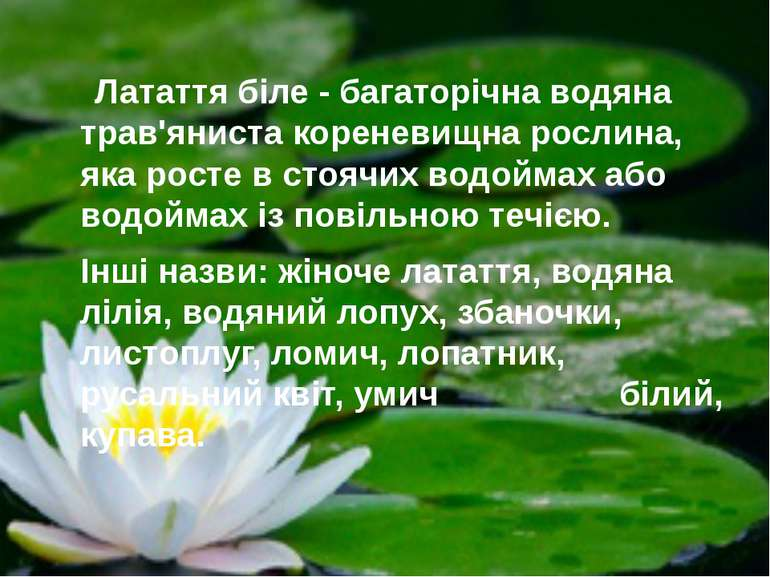 Латаття біле - багаторічна водяна
трав'яниста кореневищна рослина,
яка росте в стоячих водоймах або
водоймах із повільною течією.
Інші назви: жіноче латаття, водяна
лілія, водяний лопух, збаночки,
листоплуг, ломич, лопатник,
русальний квіт, умич білий,
купава.